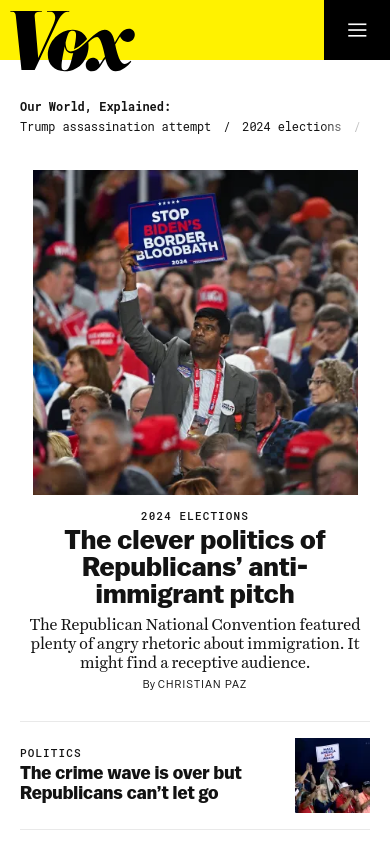 Vox
Our World, Explained:
Trump assassination attempt / 2024 elections /
STOP
BIDEN'S
BORDER
BLOODBATH
2024
2024 ELECTIONS
The clever politics of
Republicans’ anti-
immigrant pitch
The Republican National Convention featured
plenty of angry rhetoric about immigration. It
might find a receptive audience.
By CHRISTIAN PAZ
POLITICS
The crime wave is over but
Republicans can’t let go